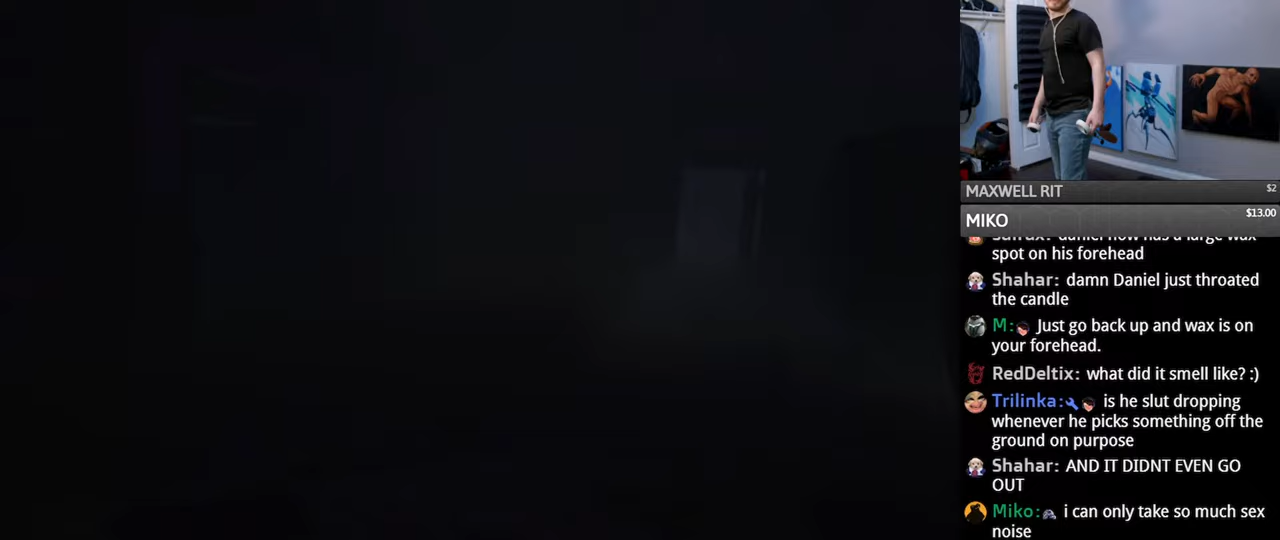 MAXWELL RIT
$2
MIKO
$13.00
spot on his forehead
Shahar: damn Daniel just throated
the candle
M: Just go back up and wax is on
your forehead.
RedDeltix: what did it smell like? :)
Trilinka: is he slut dropping
whenever he picks something off the
ground on purpose
Shahar: AND IT DIDNT EVEN GO
OUT
Miko: i can only take so much sex
noise